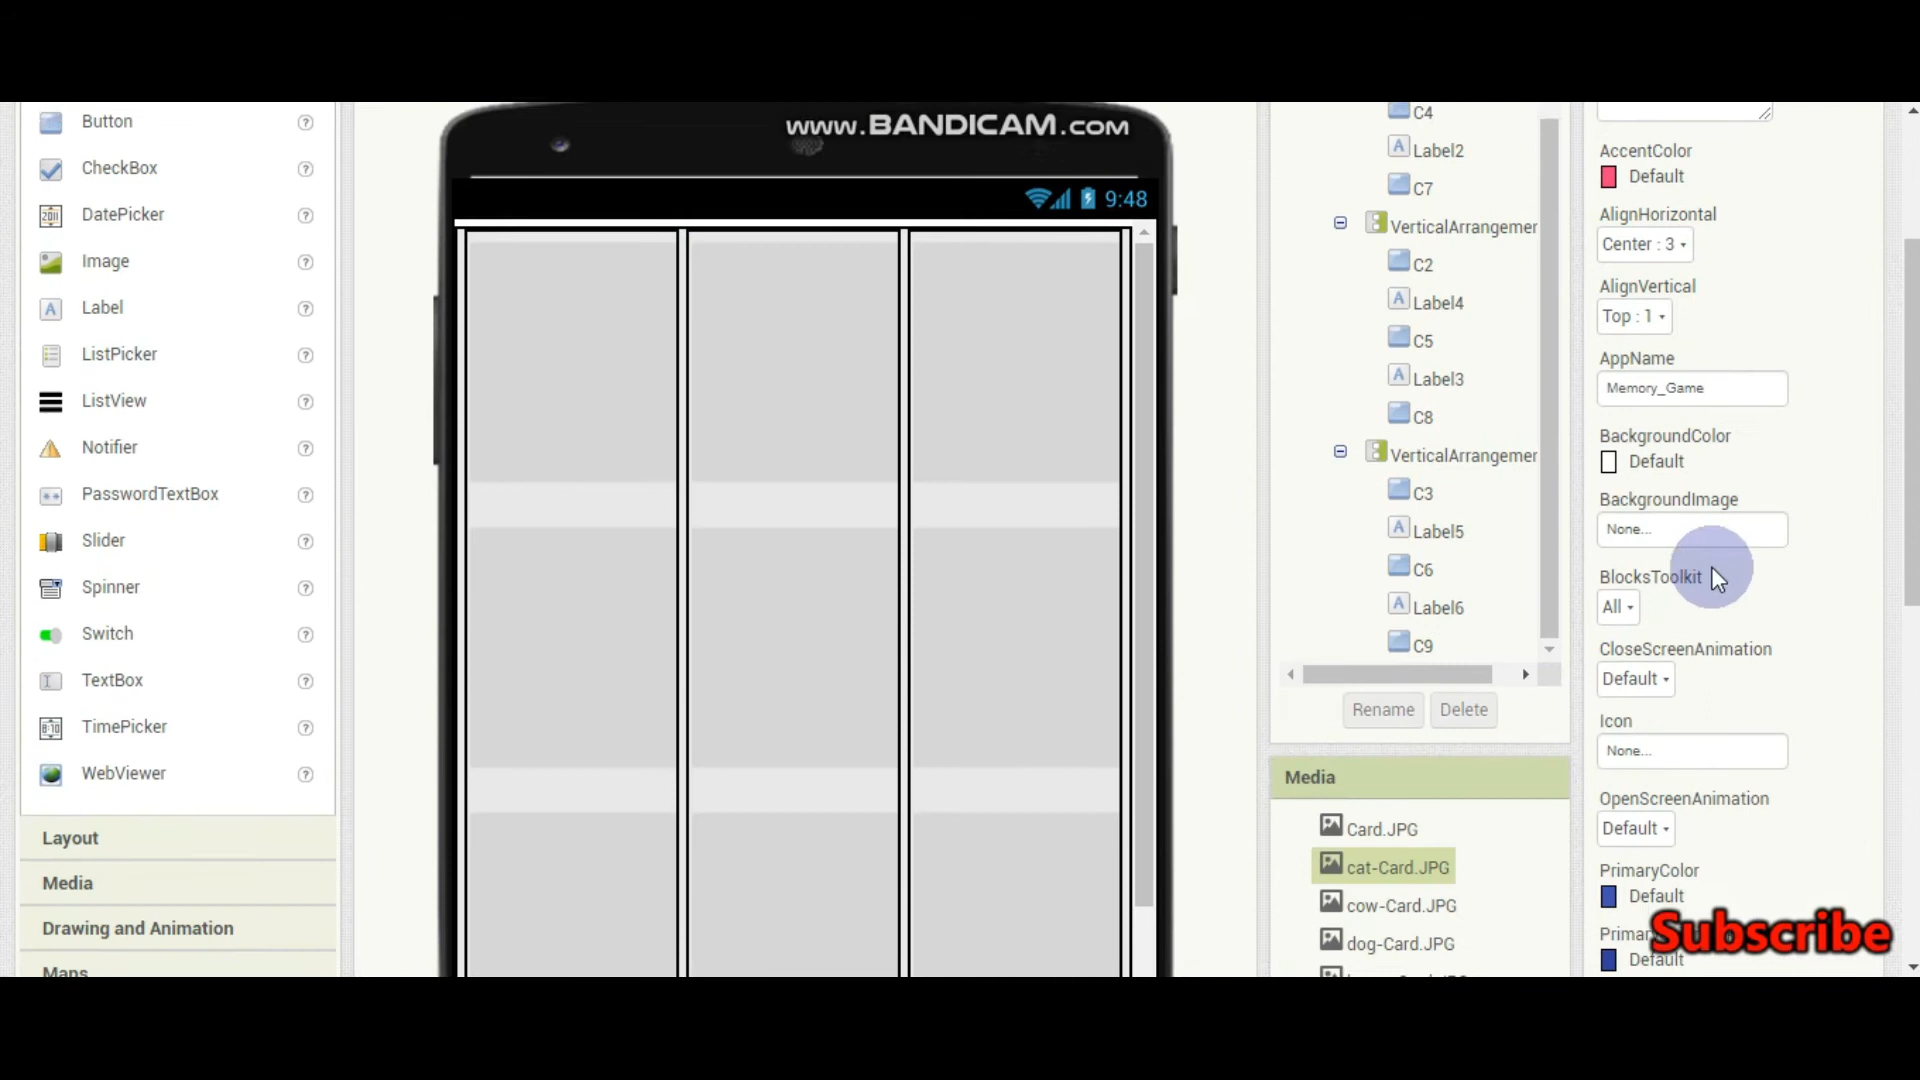 Button
CheckBox
DatePicker
Image
Label
ListPicker
ListView
Notifier
PasswordTextBox
Slider
Spinner
Switch
TextBox
TimePicker
WebViewer
Layout
Media
Drawing and Animation
Maps
www.BANDICAM.com
9:48
C4
Label2
C7
VerticalArrangemer
C2
Label4
C5
Label3
C8
VerticalArrangemer
C3
Label5
C6
Label6
C9
Rename
Delete
Media
Card.JPG
cat-Card.JPG
cow-Card.JPG
dog-Card.JPG
AccentColor
Default
AlignHorizontal
Center : 3
AlignVertical
Top : 1
AppName
Memory_Game
BackgroundColor
Default
BackgroundImage
None...
BlocksToolkit
All
CloseScreenAnimation
Default
Icon
None...
OpenScreenAnimation
Default
PrimaryColor
Default
Default
Subscribe